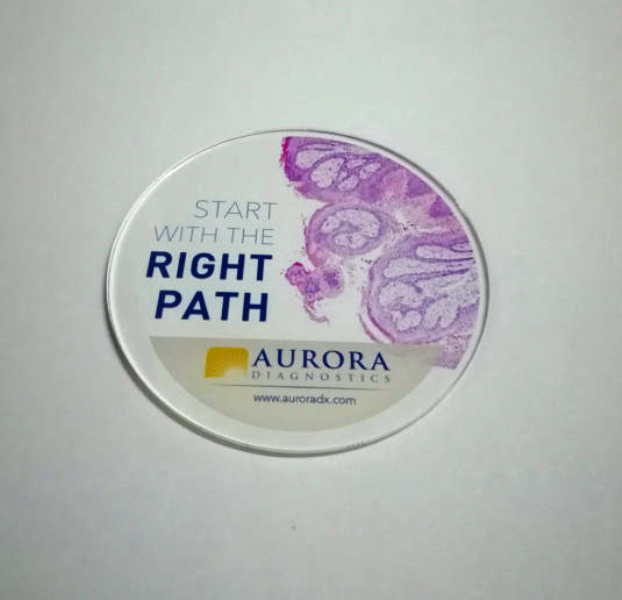 START
WITH THE
RIGHT
PATH
AURORA
DIAGNOSTICS
www.auroradx.com